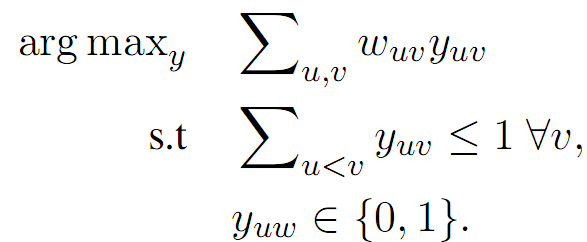 arg max_y ∑_{u,v} w_{uv} y_{uv}
s.t ∑_{u<v} y_{uv} ≤ 1 ∀v,
y_{uw} ∈ {0, 1}.